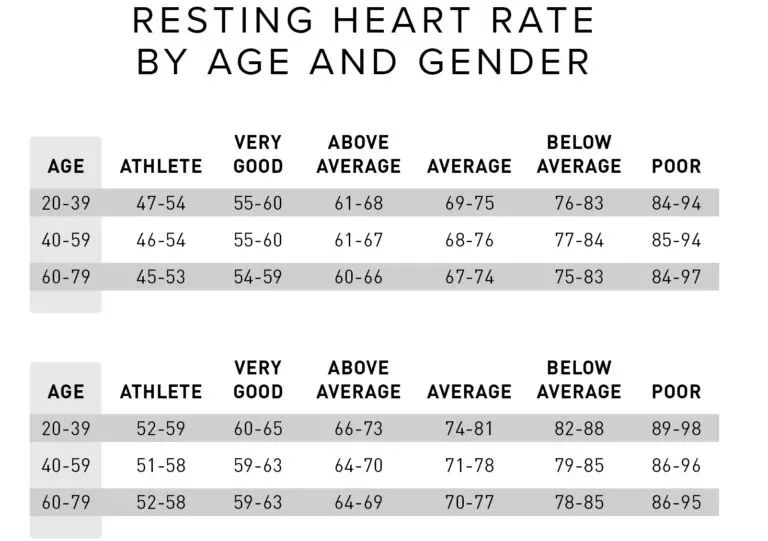 RESTING HEART RATE
BY AGE AND GENDER
AGE ATHLETE VERY GOOD ABOVE AVERAGE AVERAGE BELOW AVERAGE POOR
20-39 47-54 55-60 61-68 69-75 76-83 84-94
40-59 46-54 55-60 61-67 68-76 77-84 85-94
60-79 45-53 54-59 60-66 67-74 75-83 84-97
AGE ATHLETE VERY GOOD ABOVE AVERAGE AVERAGE BELOW AVERAGE POOR
20-39 52-59 60-65 66-73 74-81 82-88 89-98
40-59 51-58 59-63 64-70 71-78 79-85 86-96
60-79 52-58 59-63 64-69 70-77 78-85 86-95